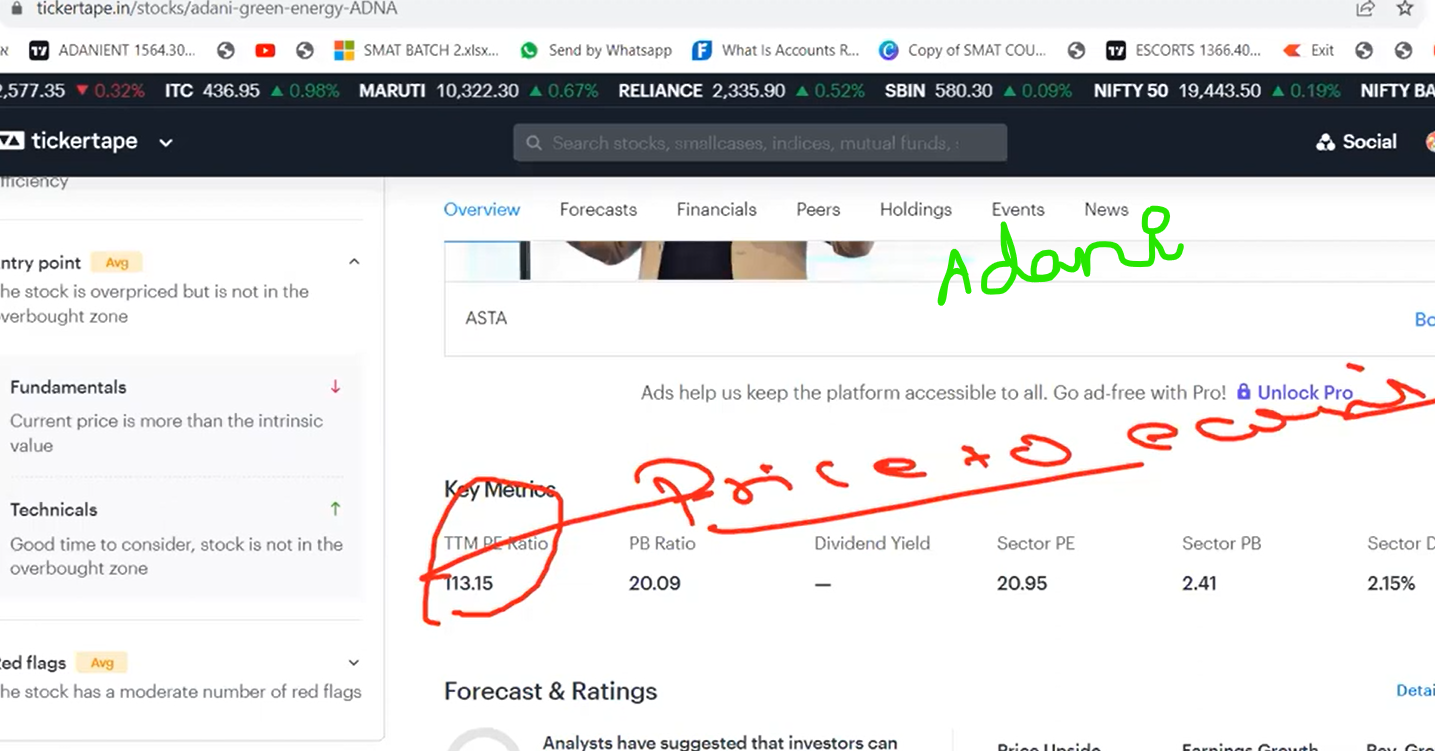 tickertape.in/stocks/adani-green-energy-ADNA
ADANIENT 1564.30... SMAT BATCH 2.xlsx... Send by Whatsapp What Is Accounts R... Copy of SMAT COU... ESCORTS 1366.40... Exit
2,577.35 ▼ 0.32% ITC 436.95 ▲ 0.98% MARUTI 10,322.30 ▲ 0.67% RELIANCE 2,335.90 ▲ 0.52% SBIN 580.30 ▲ 0.09% NIFTY 50 19,443.50 ▲ 0.19% NIFTY BA
tickertape Search stocks, smallcases, indices, mutual funds, Social
fficiency
Overview Forecasts Financials Peers Holdings Events News
Adani
ntry point Avg
he stock is overpriced but is not in the
verbought zone
ASTA Bo
Fundamentals ↓
Current price is more than the intrinsic
value
Ads help us keep the platform accessible to all. Go ad-free with Pro! Unlock Pro
Price to
Key Metrics
Technicals ↑
Good time to consider, stock is not in the
overbought zone
TTM PE Ratio PB Ratio Dividend Yield Sector PE Sector PB Sector D
113.15 20.09 — 20.95 2.41 2.15%
ed flags Avg
he stock has a moderate number of red flags
Forecast & Ratings Detai
Analysts have suggested that investors can
Price Upside Earnings Growth Rev. Gr